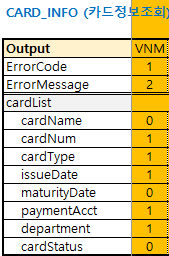 CARD_INFO (카드정보조회)
Output VNM
ErrorCode 1
ErrorMessage 2
cardList
cardName 0
cardNum 1
cardType 1
issueDate 1
maturityDate 0
paymentAcct 1
department 1
cardStatus 0